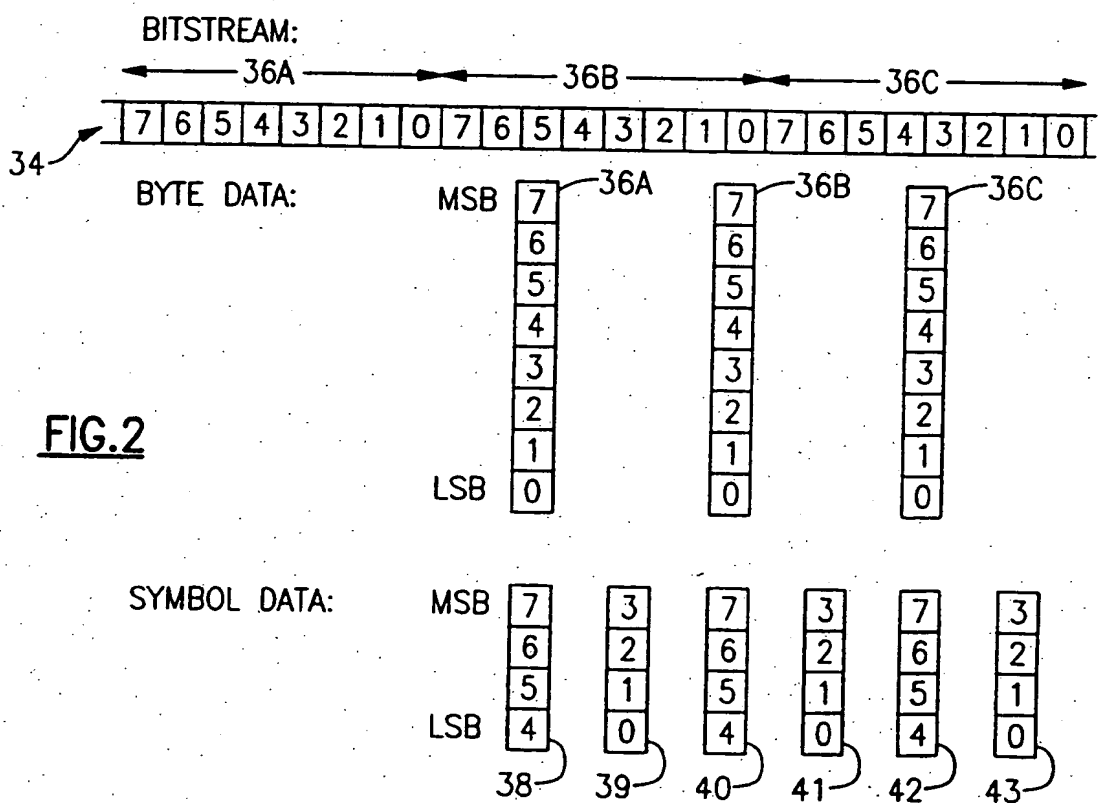 BITSTREAM:
36A 36B 36C
7 6 5 4 3 2 1 0 7 6 5 4 3 2 1 0 7 6 5 4 3 2 1 0
34
BYTE DATA: MSB 7 36A 7 36B 7 36C
6 6 6
5 5 5
4 4 4
3 3 3
2 2 2
FIG.2
1 1 1
LSB 0 0 0
SYMBOL DATA: MSB 7 3 7 3 7 3
6 2 6 2 6 2
5 1 5 1 5 1
LSB 4 0 4 0 4 0
38 39 40 41 42 43